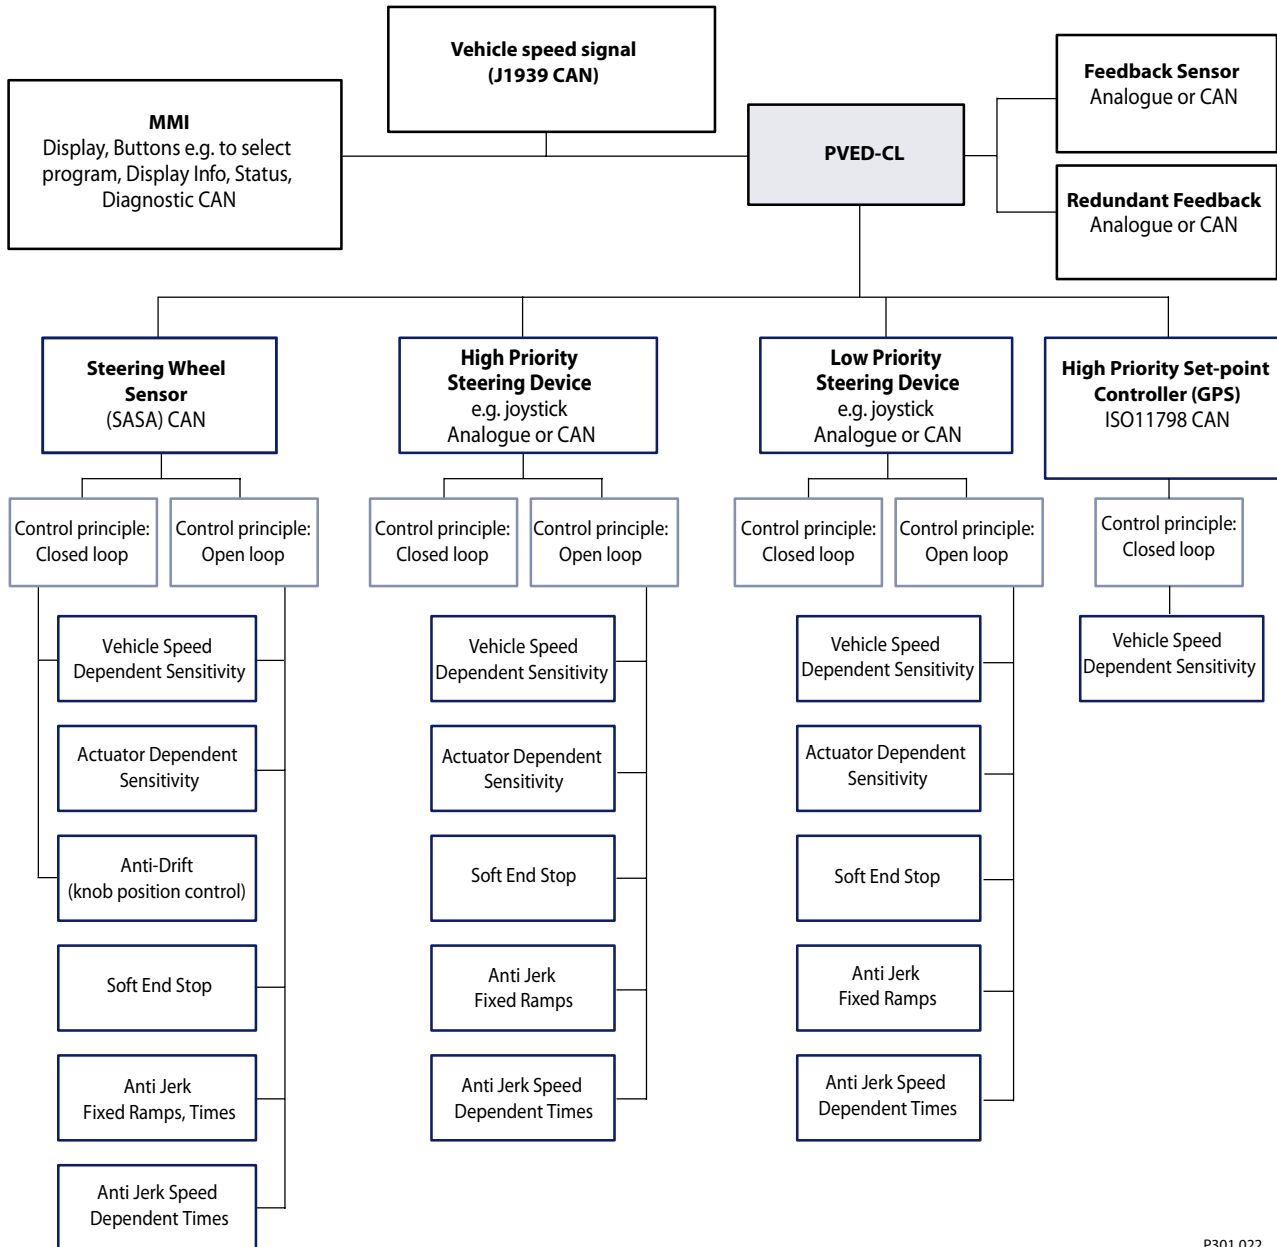 Vehicle speed signal
(J1939 CAN)
MMI
Display, Buttons e.g. to select
program, Display Info, Status,
Diagnostic CAN
PVED-CL
Feedback Sensor
Analogue or CAN
Redundant Feedback
Analogue or CAN
Steering Wheel
Sensor
(SASA) CAN
High Priority
Steering Device
e.g. joystick
Analogue or CAN
Low Priority
Steering Device
e.g. joystick
Analogue or CAN
High Priority Set-point
Controller (GPS)
ISO11798 CAN
Control principle:
Closed loop
Control principle:
Open loop
Control principle:
Closed loop
Control principle:
Open loop
Control principle:
Closed loop
Control principle:
Open loop
Control principle:
Closed loop
Vehicle Speed
Dependent Sensitivity
Actuator Dependent
Sensitivity
Anti-Drift
(knob position control)
Soft End Stop
Anti Jerk
Fixed Ramps, Times
Anti Jerk Speed
Dependent Times
Vehicle Speed
Dependent Sensitivity
Actuator Dependent
Sensitivity
Soft End Stop
Anti Jerk
Fixed Ramps
Anti Jerk Speed
Dependent Times
Vehicle Speed
Dependent Sensitivity
Actuator Dependent
Sensitivity
Soft End Stop
Anti Jerk
Fixed Ramps
Anti Jerk Speed
Dependent Times
Vehicle Speed
Dependent Sensitivity
P301 022